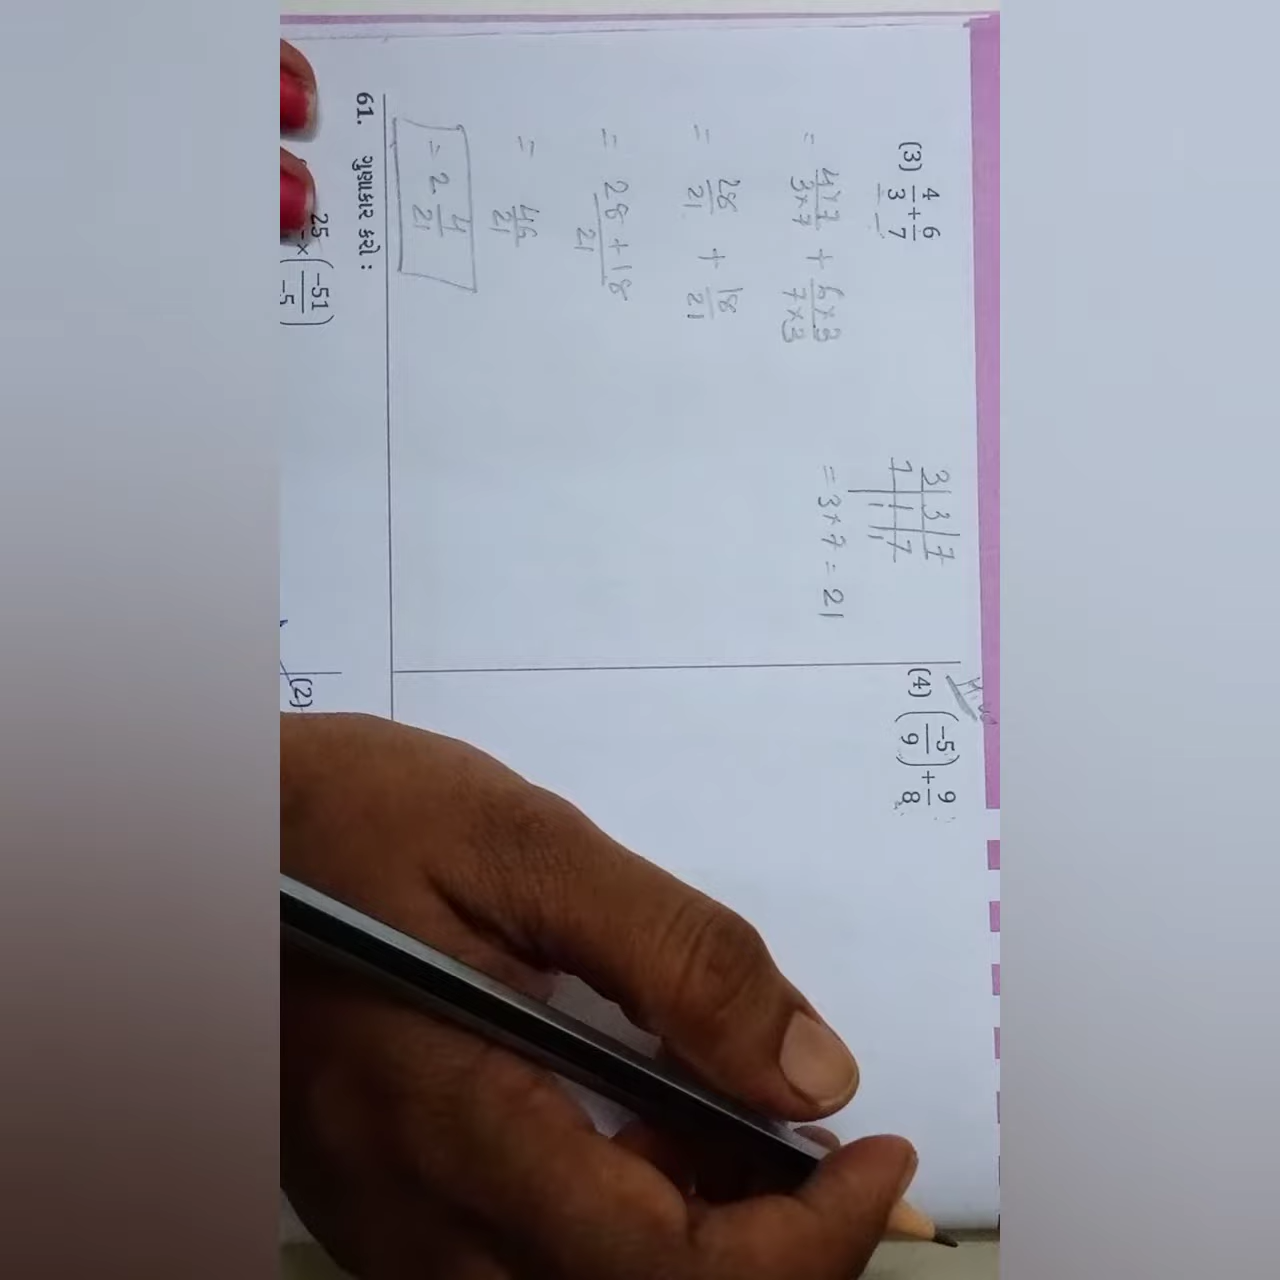 (3) 4/3 + 6/7
= 4×7/3×7 + 6×3/7×3
= 28/21 + 18/21
= 28+18/21
= 46/21
= 2 4/21
3 | 3 | 7
7 | 1 | 7
1 | 1
= 3×7 = 21
(4) (-5/9) + 9/8
61. ગુણાકાર કરો :
25 × (-51/-5)
(2)